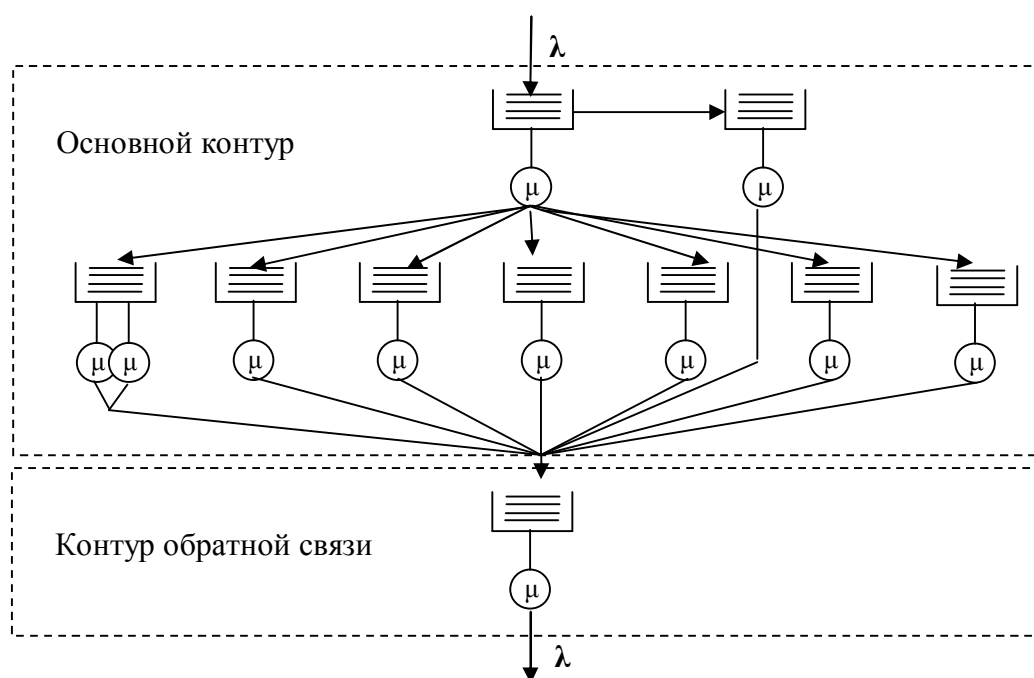 λ
Основной контур
μ μ
μ μ μ μ μ μ μ μ
Контур обратной связи
μ
λ